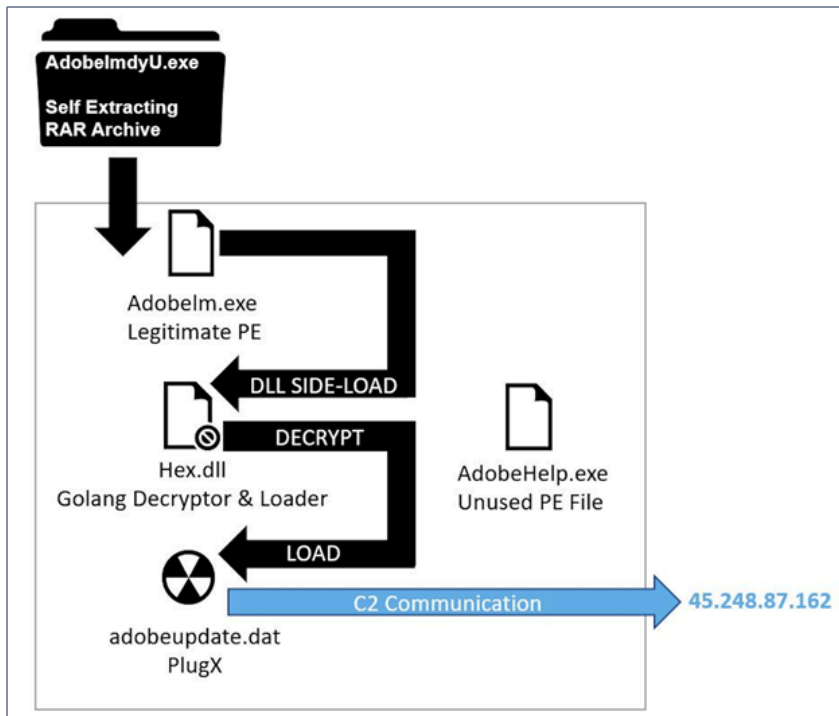 AdobelmdyU.exe
Self Extracting
RAR Archive
Adobelm.exe
Legitimate PE
DLL SIDE-LOAD
DECRYPT
Hex.dll
Golang Decryptor & Loader
AdobeHelp.exe
Unused PE File
LOAD
C2 Communication
45.248.87.162
adobeupdate.dat
PlugX